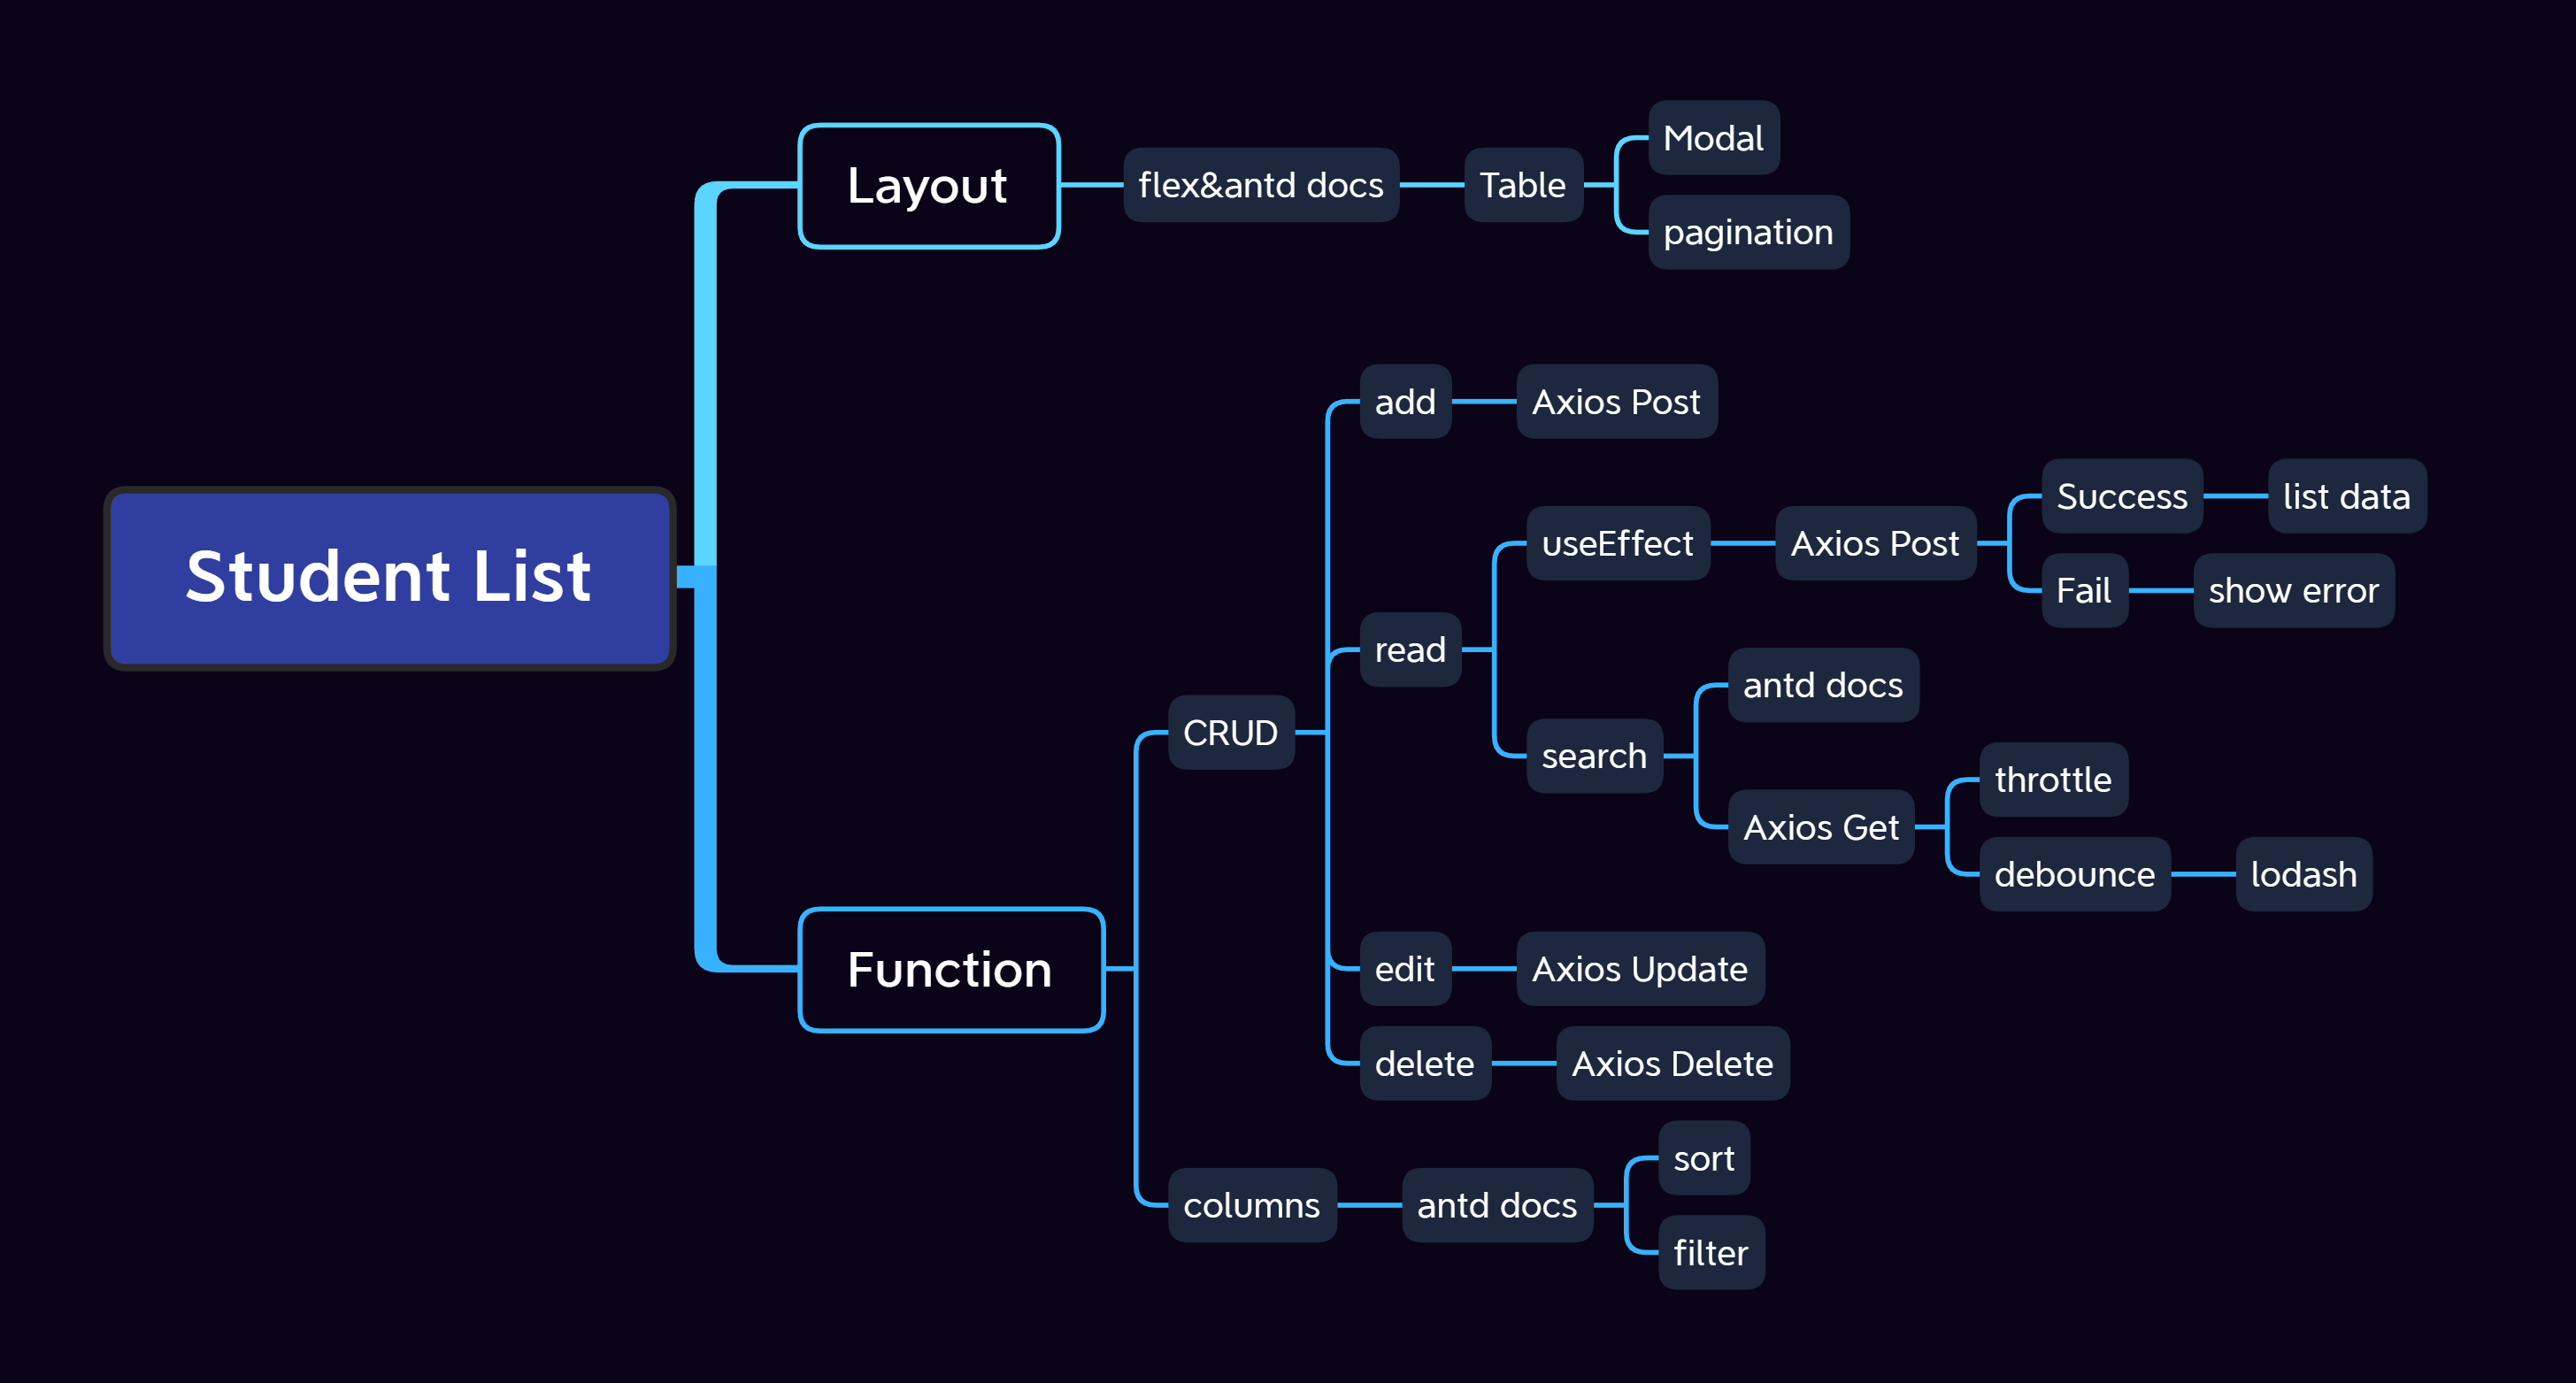 Student List
Layout
flex&antd docs
Table
Modal
pagination
Function
CRUD
add
Axios Post
read
useEffect
Axios Post
Success
list data
Fail
show error
search
antd docs
Axios Get
throttle
debounce
lodash
edit
Axios Update
delete
Axios Delete
columns
antd docs
sort
filter